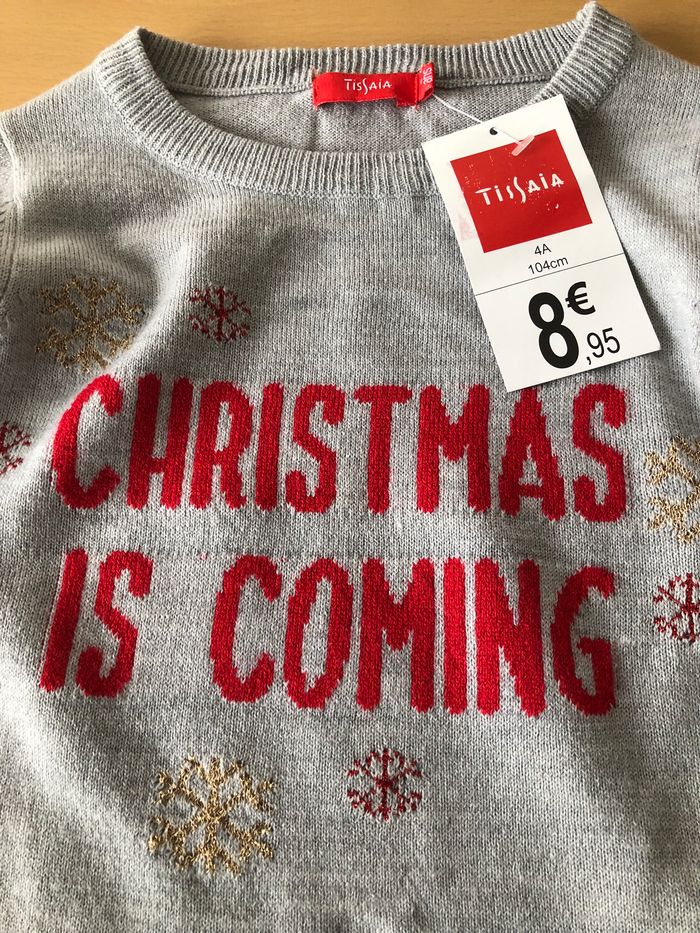 TISSAIA
TISSAIA
4A
104cm
8€,95
CHRISTMAS
IS COMING